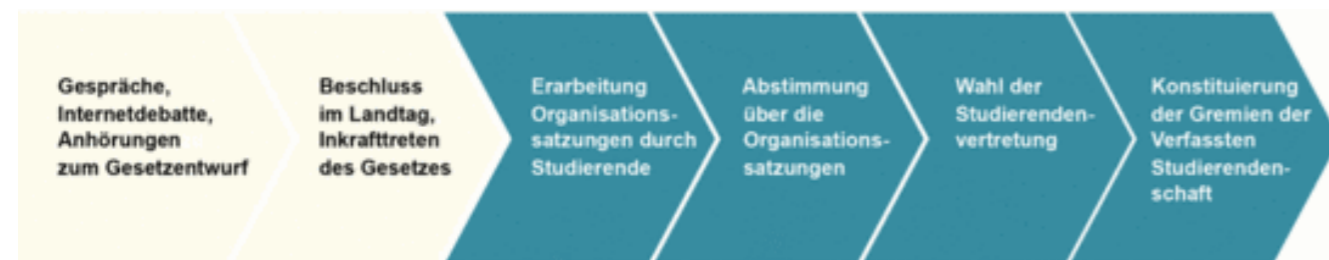 Gespräche,
Internetdebatte,
Anhörungen
zum Gesetzentwurf
Beschluss
im Landtag,
Inkrafttreten
des Gesetzes
Erarbeitung
Organisations-
satzungen durch
Studierende
Abstimmung
über die
Organisations-
satzungen
Wahl der
Studierenden-
vertretung
Konstituierung
der Gremien der
Verfassten
Studierenden-
schaft